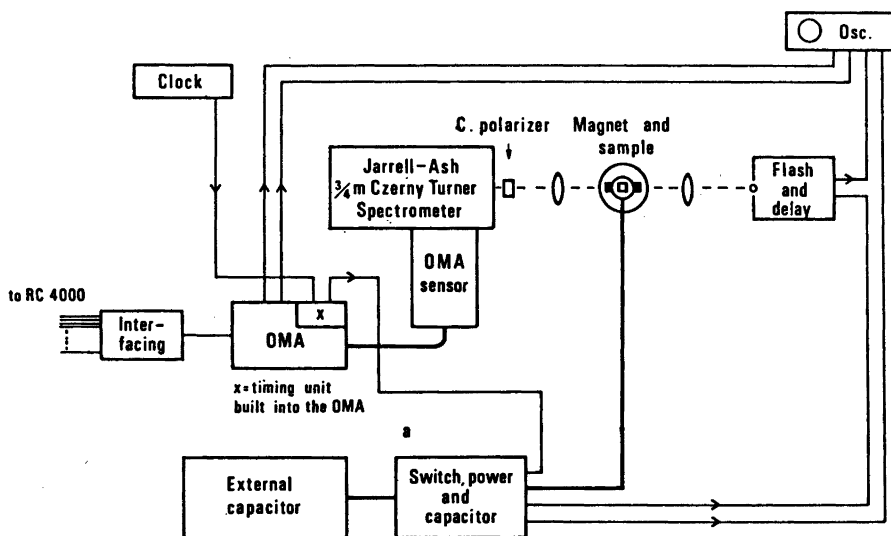 Osc.
Clock
C. polarizer
Magnet and
sample
Jarrell-Ash
3/4 m Czerny Turner
Spectrometer
Flash
and
delay
OMA
sensor
to RC 4000
Inter-
facing
x
OMA
x=timing unit
built into the OMA
a
External
capacitor
Switch, power
and
capacitor